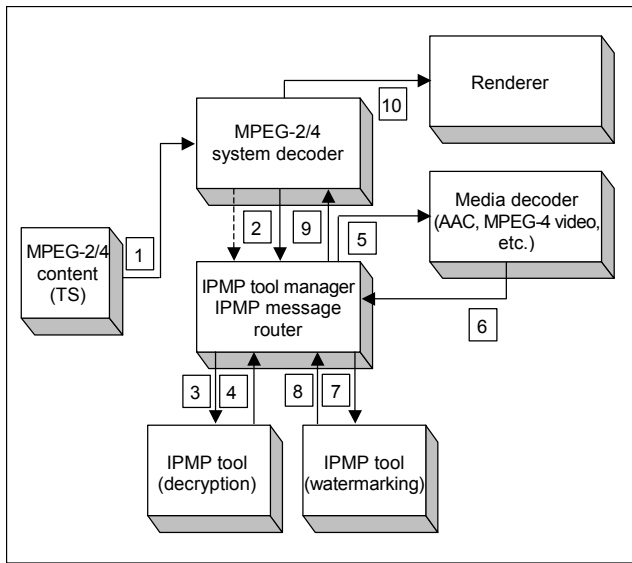 10
Renderer
MPEG-2/4
system decoder
Media decoder
(AAC, MPEG-4 video,
etc.)
1
2
9
5
MPEG-2/4
content
(TS)
IPMP tool manager
IPMP message
router
6
3
4
8
7
IPMP tool
(decryption)
IPMP tool
(watermarking)